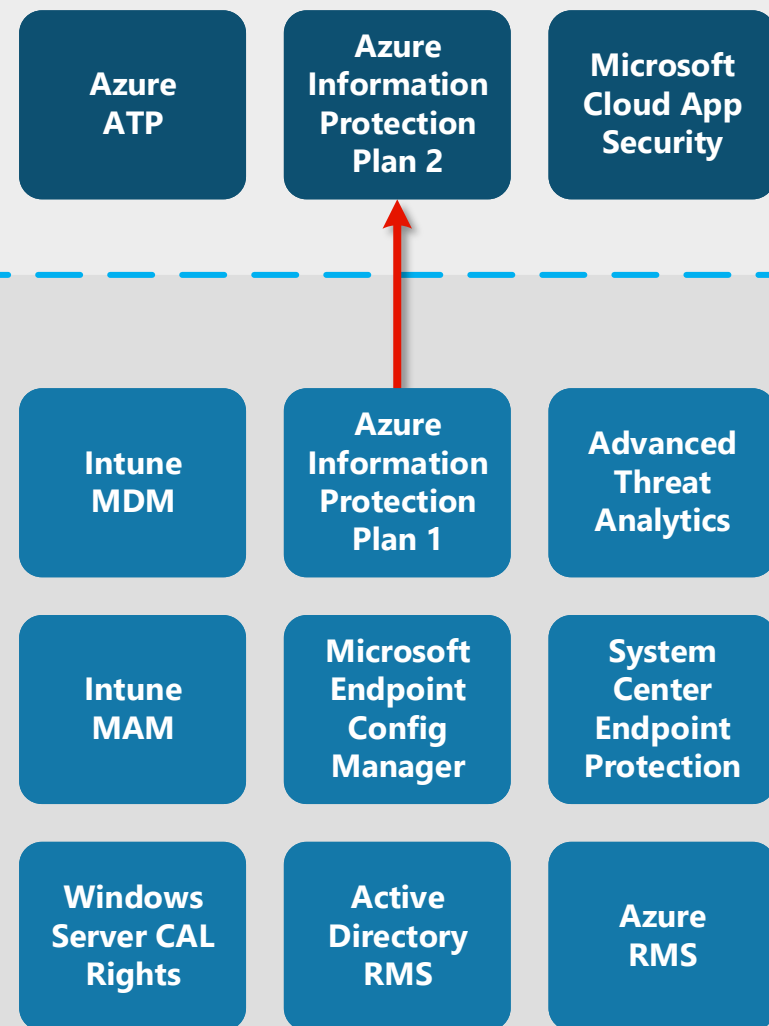 Azure
ATP
Azure
Information
Protection
Plan 2
Microsoft
Cloud App
Security
Intune
MDM
Azure
Information
Protection
Plan 1
Advanced
Threat
Analytics
Intune
MAM
Microsoft
Endpoint
Config
Manager
System
Center
Endpoint
Protection
Windows
Server CAL
Rights
Active
Directory
RMS
Azure
RMS